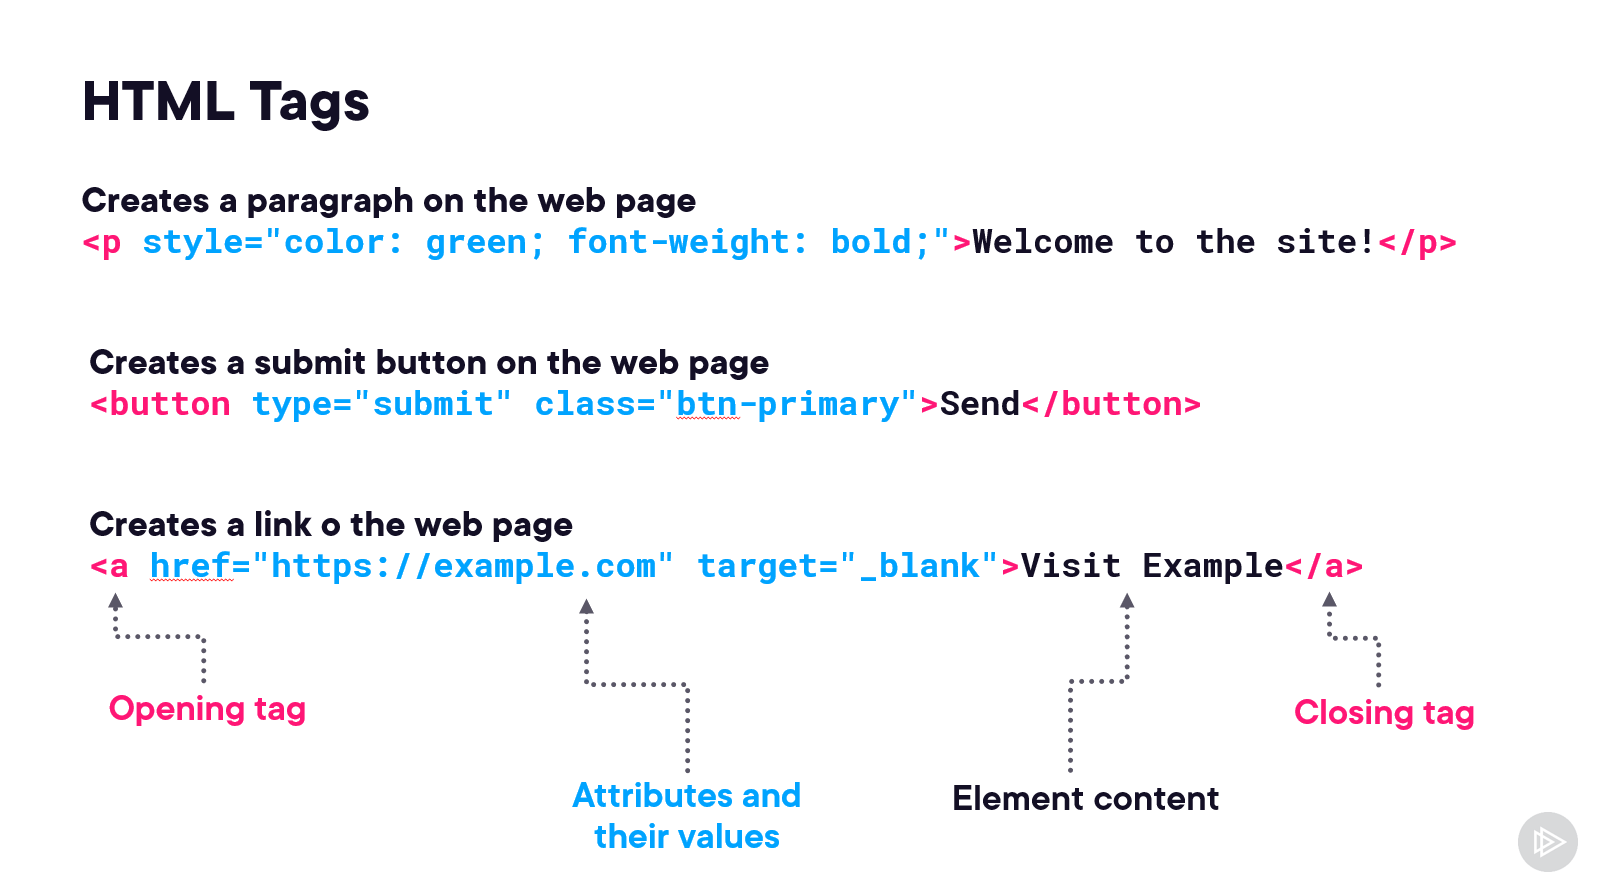 HTML Tags
Creates a paragraph on the web page
<p style="color: green; font-weight: bold;">Welcome to the site!</p>
Creates a submit button on the web page
<button type="submit" class="btn-primary">Send</button>
Creates a link o the web page
<a href="https://example.com" target="_blank">Visit Example</a>
Opening tag
Closing tag
Attributes and
their values
Element content